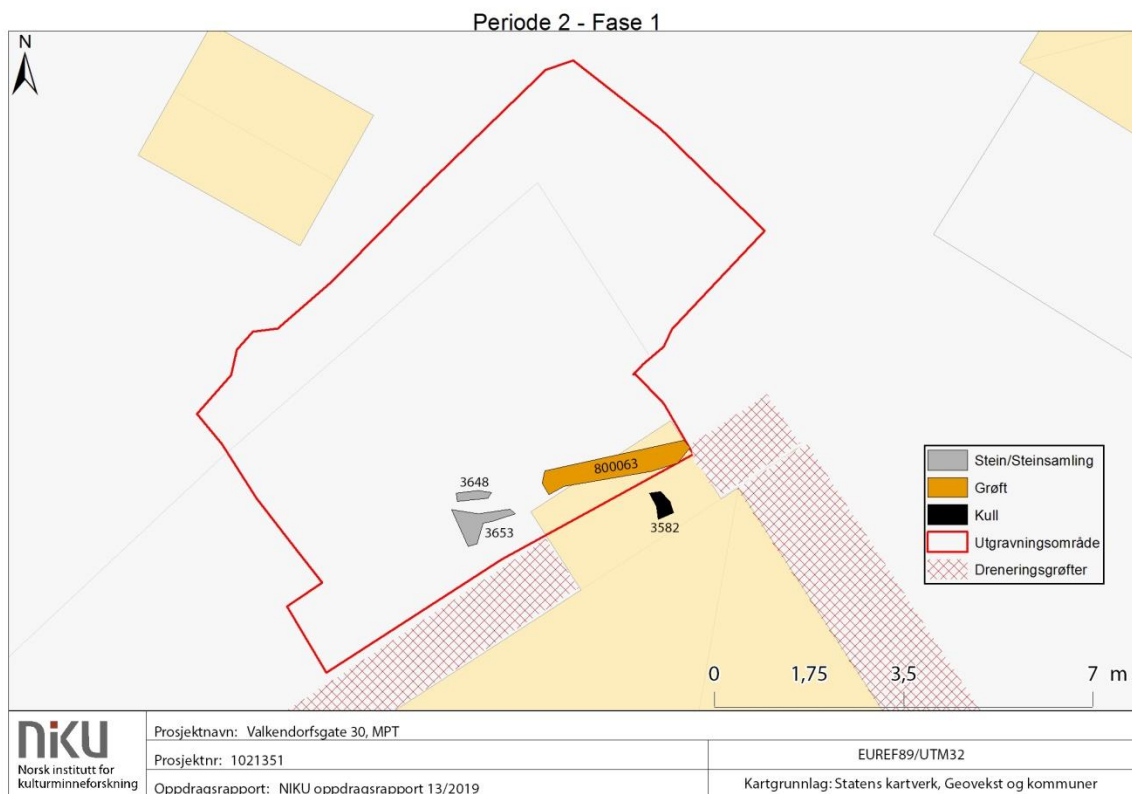 Periode 2 - Fase 1
N
800063
3648
3653
3582
Stein/Steinsamling
Grøft
Kull
Utgravningsområde
Dreneringsgrøfter
0 1,75 3,5 7 m
niku
Norsk institutt for
kulturminneforskning
Prosjektnavn: Valkendorfsgate 30, MPT
Prosjektnr: 1021351
Oppdragsrapport: NIKU oppdragsrapport 13/2019
EUREF89/UTM32
Kartgrunnlag: Statens kartverk, Geovekst og kommuner